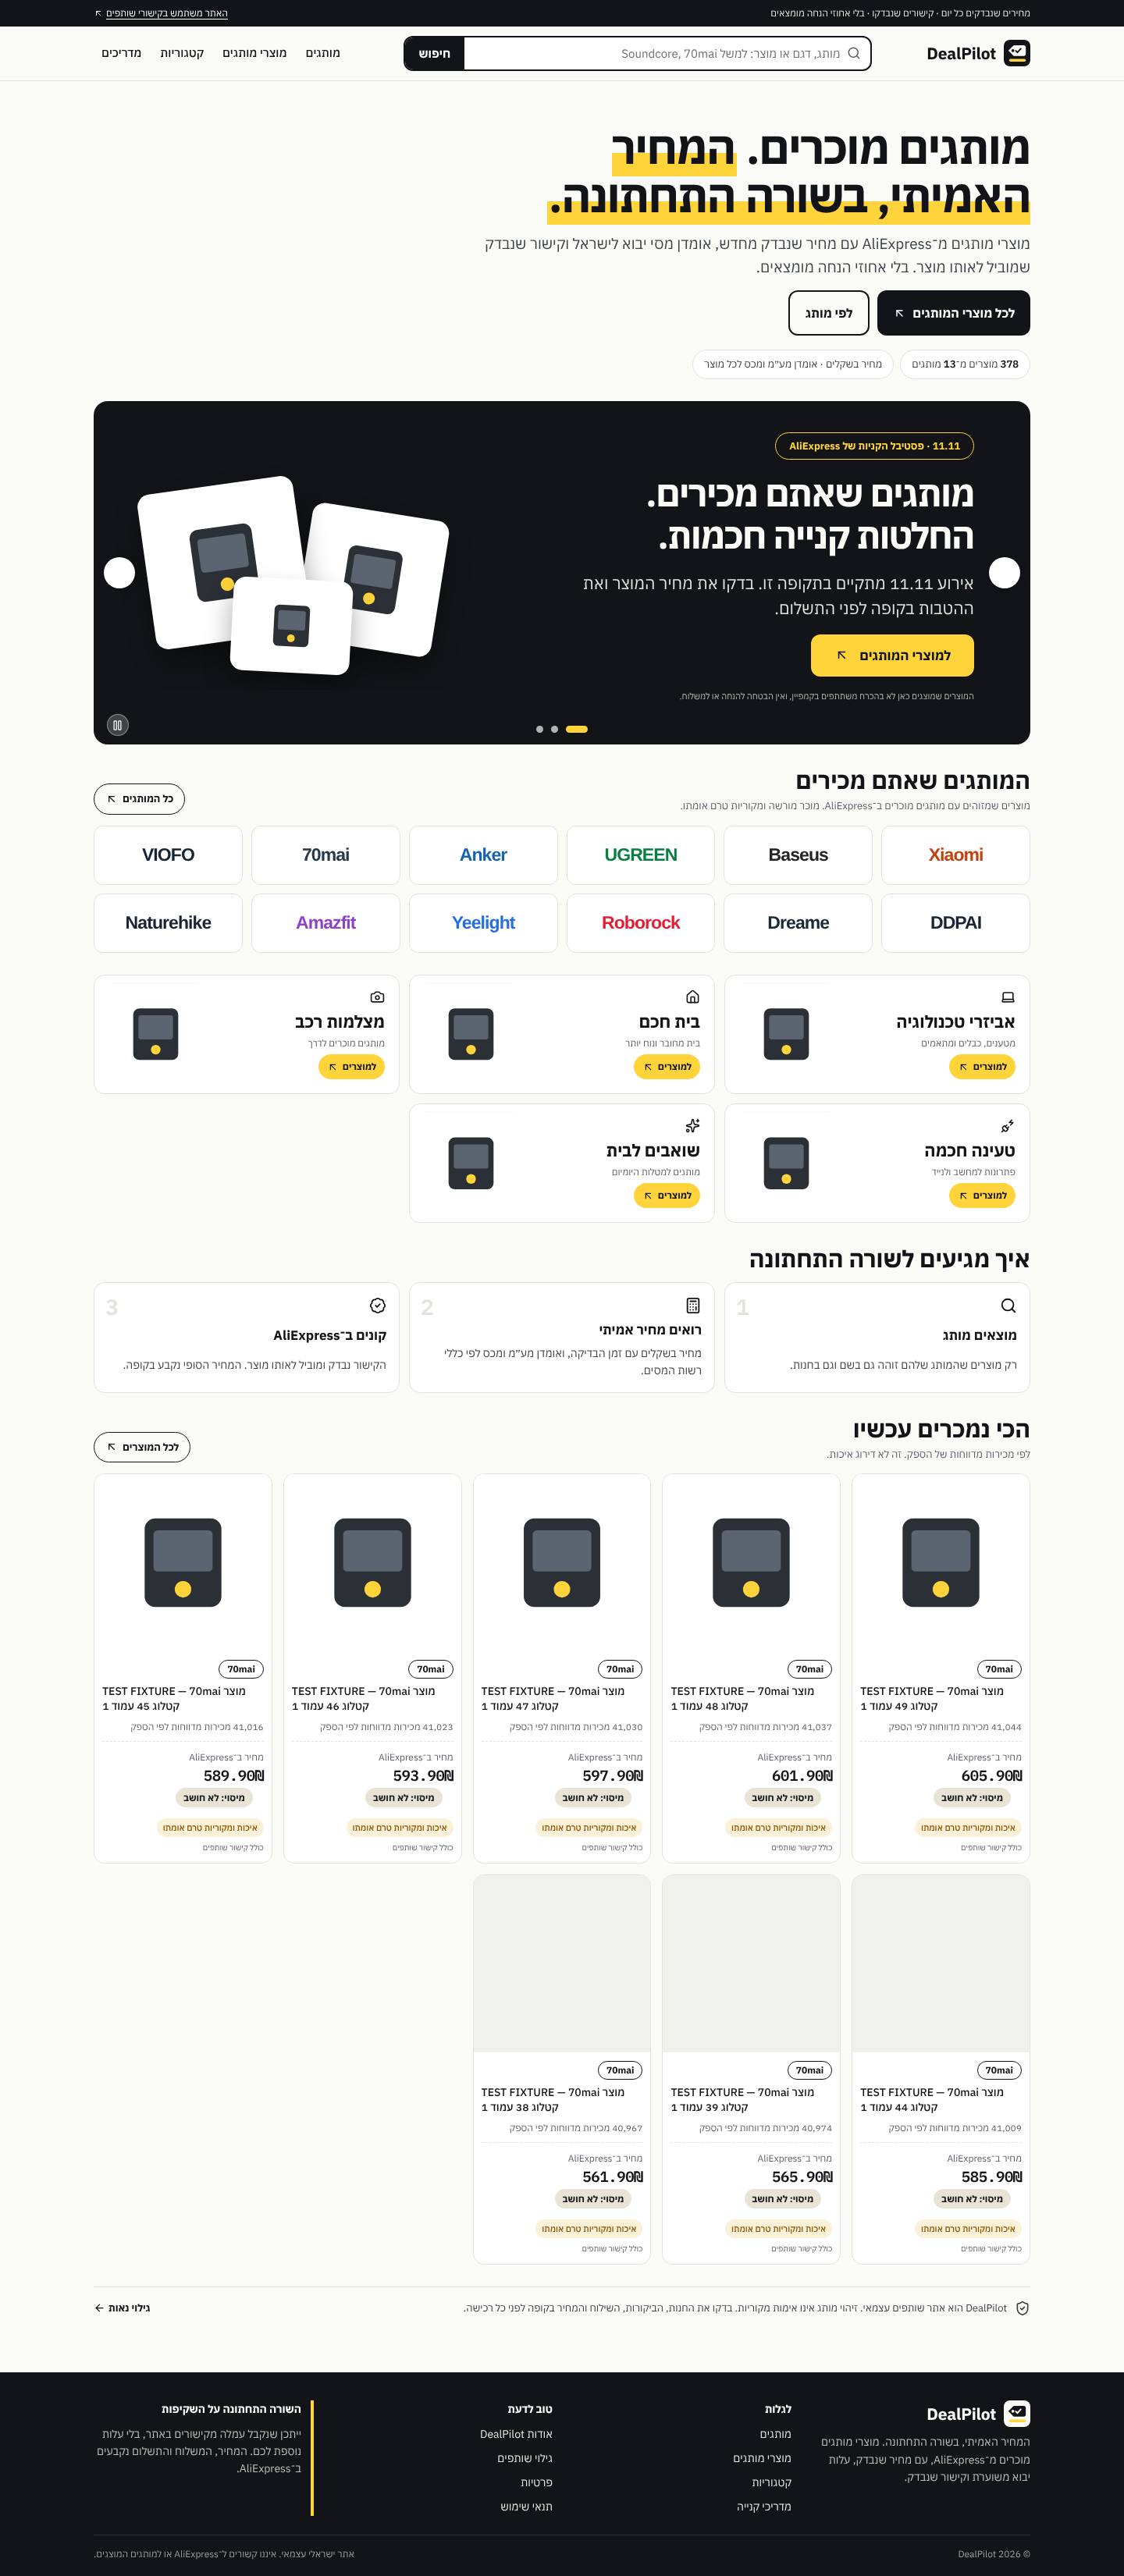 מחירים שנבדקים כל יום · קישורים שנבדקו · בלי אחוזי הנחה מומצאים
האתר משתמש בקישורי שותפים
DealPilot
מותג, דגם או מוצר: למשל Soundcore, 70mai
חיפוש
מותגים
מוצרי מותגים
קטגוריות
מדריכים
מותגים מוכרים. המחיר
האמיתי, בשורה התחתונה.
מוצרי מותגים מ־AliExpress עם מחיר שנבדק מחדש, אומדן מסי יבוא לישראל וקישור שנבדק
שמוביל לאותו מוצר. בלי אחוזי הנחה מומצאים.
לכל מוצרי המותגים
לפי מותג
378 מוצרים מ־13 מותגים
מחיר בשקלים · אומדן מע״מ ומכס לכל מוצר
11.11 · פסטיבל הקניות של AliExpress
מותגים שאתם מכירים.
החלטות קנייה חכמות.
אירוע 11.11 מתקיים בתקופה זו. בדקו את מחיר המוצר ואת
ההטבות בקופה לפני התשלום.
למוצרי המותגים
המוצרים שמוצגים כאן לא בהכרח משתתפים בקמפיין, ואין הבטחה להנחה או למשלוח.
המותגים שאתם מכירים
מוצרים שמזוהים עם מותגים מוכרים ב־AliExpress. מוכר מורשה ומקוריות טרם אומתו.
כל המותגים
Xiaomi
Baseus
UGREEN
Anker
70mai
VIOFO
DDPAI
Dreame
Roborock
Yeelight
Amazfit
Naturehike
אביזרי טכנולוגיה
מטענים, כבלים ומתאמים
למוצרים
בית חכם
בית מחובר ונוח יותר
למוצרים
מצלמות רכב
מותגים מוכרים לדרך
למוצרים
טעינה חכמה
פתרונות למחשב ולנייד
למוצרים
שואבים לבית
מותגים למטלות היומיום
למוצרים
איך מגיעים לשורה התחתונה
1
מוצאים מותג
רק מוצרים שהמותג שלהם זוהה גם בשם וגם בחנות.
2
רואים מחיר אמיתי
מחיר בשקלים עם זמן הבדיקה, ואומדן מע״מ ומכס לפי כללי
רשות המסים.
3
קונים ב־AliExpress
הקישור נבדק ומוביל לאותו מוצר. המחיר הסופי נקבע בקופה.
הכי נמכרים עכשיו
לפי מכירות מדווחות של הספק. זה לא דירוג איכות.
לכל המוצרים
70mai
מוצר TEST FIXTURE — 70mai
קטלוג 49 עמוד 1
41,044 מכירות מדווחות לפי הספק
מחיר ב־AliExpress
605.90₪
מיסוי: לא חושב
איכות ומקוריות טרם אומתו
כולל קישור שותפים
70mai
מוצר TEST FIXTURE — 70mai
קטלוג 48 עמוד 1
41,037 מכירות מדווחות לפי הספק
מחיר ב־AliExpress
601.90₪
מיסוי: לא חושב
איכות ומקוריות טרם אומתו
כולל קישור שותפים
70mai
מוצר TEST FIXTURE — 70mai
קטלוג 47 עמוד 1
41,030 מכירות מדווחות לפי הספק
מחיר ב־AliExpress
597.90₪
מיסוי: לא חושב
איכות ומקוריות טרם אומתו
כולל קישור שותפים
70mai
מוצר TEST FIXTURE — 70mai
קטלוג 46 עמוד 1
41,023 מכירות מדווחות לפי הספק
מחיר ב־AliExpress
593.90₪
מיסוי: לא חושב
איכות ומקוריות טרם אומתו
כולל קישור שותפים
70mai
מוצר TEST FIXTURE — 70mai
קטלוג 45 עמוד 1
41,016 מכירות מדווחות לפי הספק
מחיר ב־AliExpress
589.90₪
מיסוי: לא חושב
איכות ומקוריות טרם אומתו
כולל קישור שותפים
70mai
מוצר TEST FIXTURE — 70mai
קטלוג 44 עמוד 1
41,009 מכירות מדווחות לפי הספק
מחיר ב־AliExpress
585.90₪
מיסוי: לא חושב
איכות ומקוריות טרם אומתו
כולל קישור שותפים
70mai
מוצר TEST FIXTURE — 70mai
קטלוג 39 עמוד 1
40,974 מכירות מדווחות לפי הספק
מחיר ב־AliExpress
565.90₪
מיסוי: לא חושב
איכות ומקוריות טרם אומתו
כולל קישור שותפים
70mai
מוצר TEST FIXTURE — 70mai
קטלוג 38 עמוד 1
40,967 מכירות מדווחות לפי הספק
מחיר ב־AliExpress
561.90₪
מיסוי: לא חושב
איכות ומקוריות טרם אומתו
כולל קישור שותפים
DealPilot הוא אתר שותפים עצמאי. זיהוי מותג אינו אימות מקוריות. בדקו את החנות, הביקורות, השילוח והמחיר בקופה לפני כל רכישה.
גילוי נאות
DealPilot
המחיר האמיתי, בשורה התחתונה. מוצרי מותגים
מוכרים מ־AliExpress, עם מחיר שנבדק, עלות
יבוא משוערת וקישור שנבדק.
לגלות
מותגים
מוצרי מותגים
קטגוריות
מדריכי קנייה
טוב לדעת
אודות DealPilot
גילוי שותפים
פרטיות
תנאי שימוש
השורה התחתונה על השקיפות
ייתכן שנקבל עמלה מקישורים באתר, בלי עלות
נוספת לכם. המחיר, המשלוח והתשלום נקבעים
ב־AliExpress.
© 2026 DealPilot
אתר ישראלי עצמאי. איננו קשורים ל־AliExpress או למותגים המוצגים.